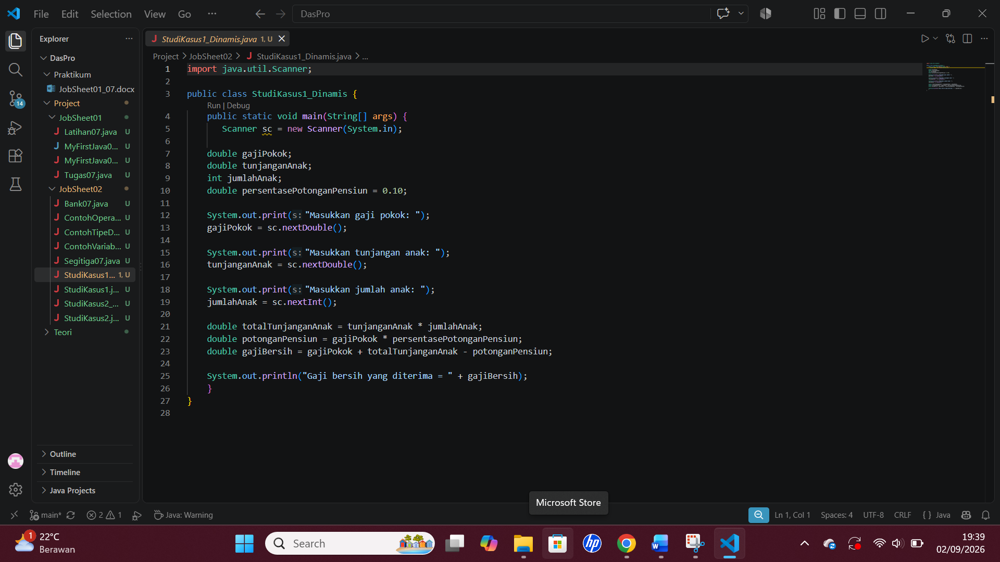 File Edit Selection View Go ··· DasPro
Explorer ···
DasPro
Praktikum
JobSheet01_07.docx
14
Project
JobSheet01
Latihan07.java U
MyFirstJava0... U
MyFirstJava0... U
Tugas07.java U
JobSheet02
Bank07.java U
ContohOpera... U
ContohTipeD... U
ContohVariab... U
Segitiga07.java U
StudiKasus1... 1, U
StudiKasus1.j... U
StudiKasus2_... U
StudiKasus2.j... U
Teori
Outline
Timeline
Java Projects
StudiKasus1_Dinamis.java 1, U
Project > JobSheet02 > StudiKasus1_Dinamis.java > ...
1 import java.util.Scanner;
2
3 public class StudiKasus1_Dinamis {
Run | Debug
4 public static void main(String[] args) {
5 Scanner sc = new Scanner(System.in);
6
7 double gajiPokok;
8 double tunjanganAnak;
9 int jumlahAnak;
10 double persentasePotonganPensiun = 0.10;
11
12 System.out.print(s: "Masukkan gaji pokok: ");
13 gajiPokok = sc.nextDouble();
14
15 System.out.print(s: "Masukkan tunjangan anak: ");
16 tunjanganAnak = sc.nextDouble();
17
18 System.out.print(s: "Masukkan jumlah anak: ");
19 jumlahAnak = sc.nextInt();
20
21 double totalTunjanganAnak = tunjanganAnak * jumlahAnak;
22 double potonganPensiun = gajiPokok * persentasePotonganPensiun;
23 double gajiBersih = gajiPokok + totalTunjanganAnak - potonganPensiun;
24
25 System.out.println("Gaji bersih yang diterima = " + gajiBersih);
26 }
27 }
28
Microsoft Store
main* 2 1 Java: Warning Ln 1, Col 1 Spaces: 4 UTF-8 CRLF { } Java
1 22°C
Berawan
Search
hp
19:39
02/09/2026